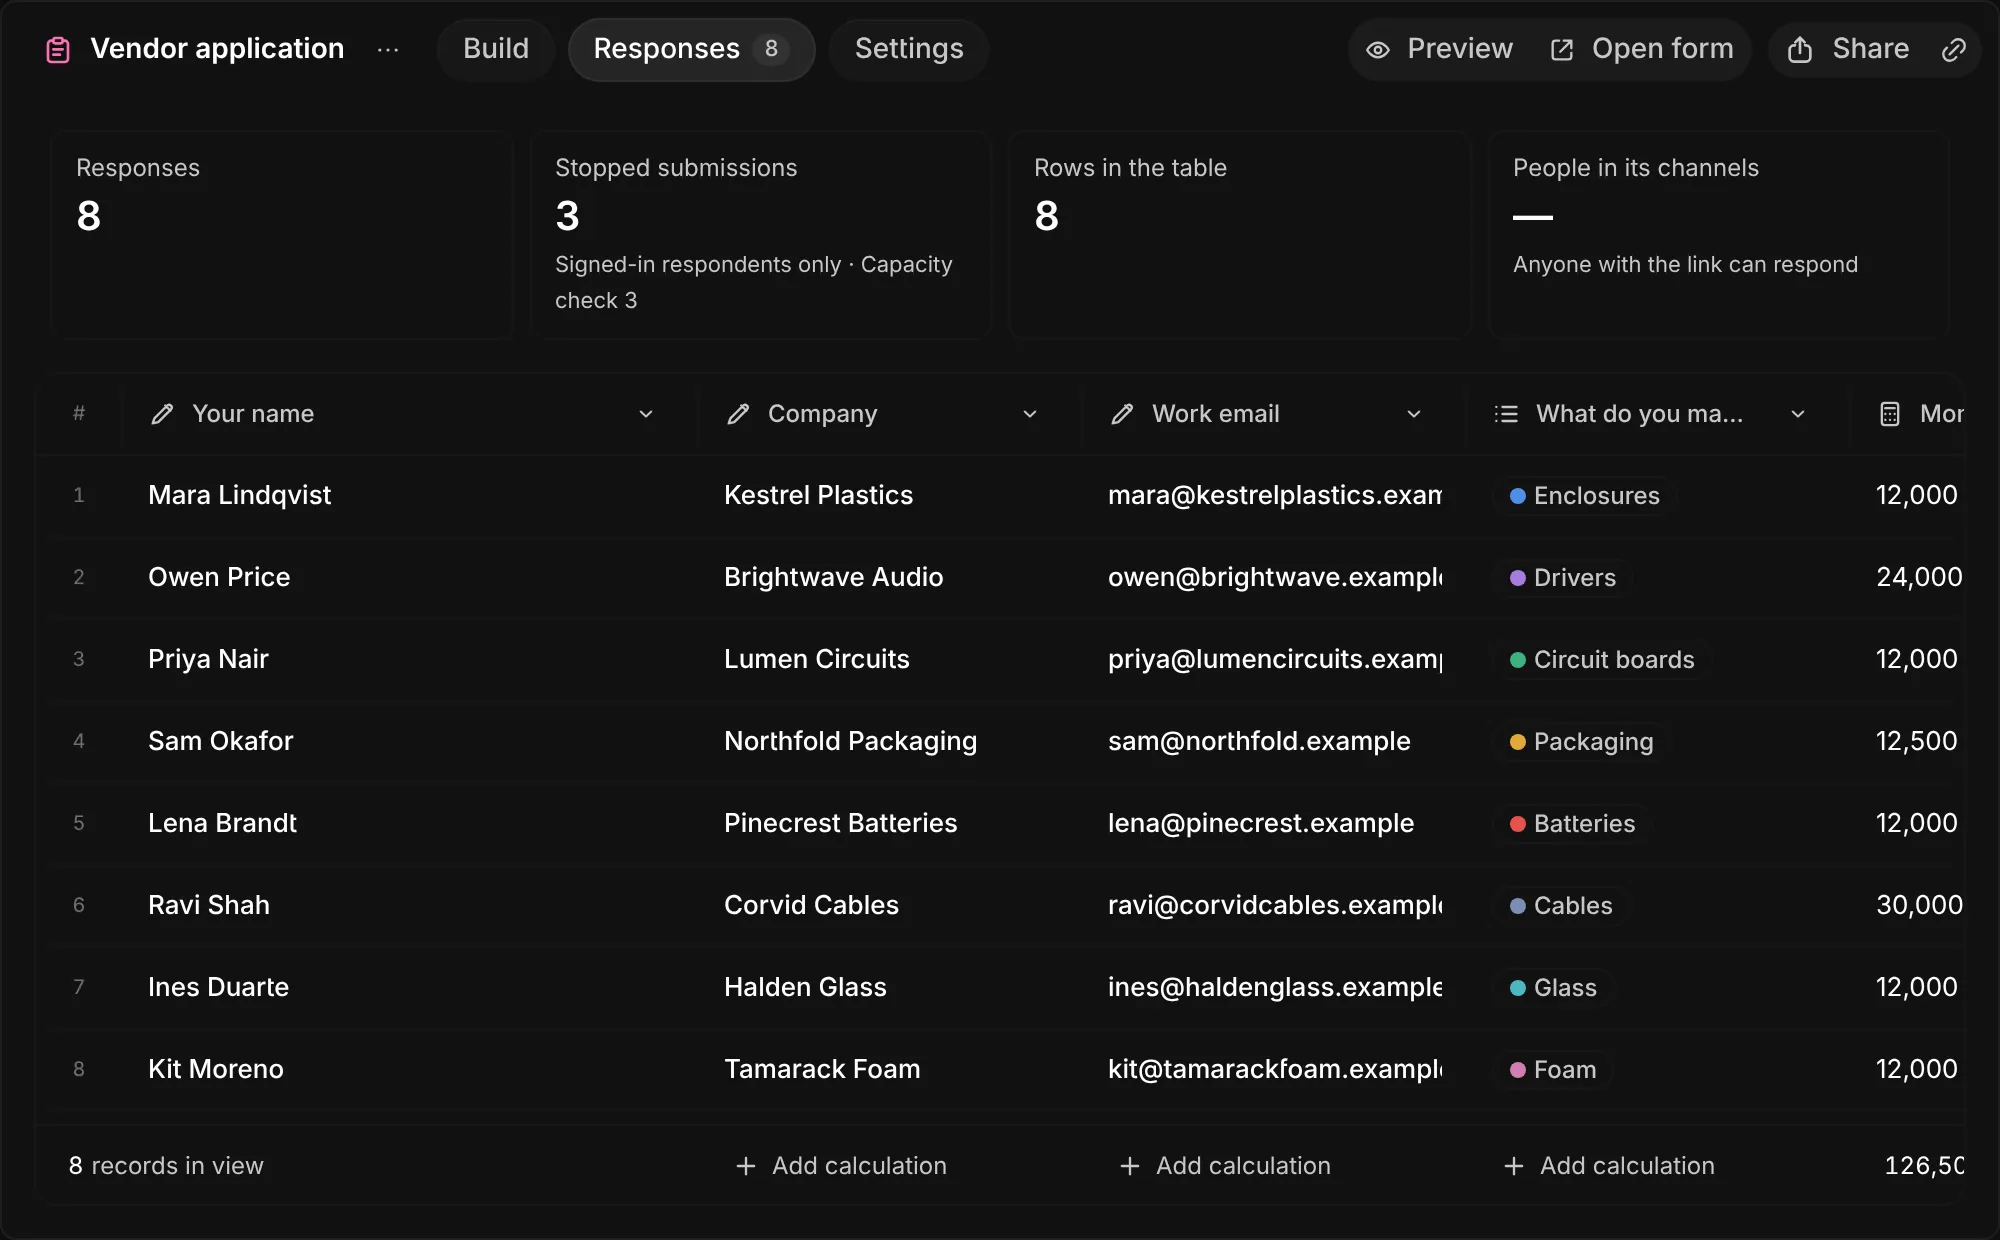 Vendor application ... Build Responses 8 Settings Preview Open form Share
Responses
8
Stopped submissions
3
Signed-in respondents only · Capacity
check 3
Rows in the table
8
People in its channels
—
Anyone with the link can respond
# Your name Company Work email What do you ma...
1 Mara Lindqvist Kestrel Plastics mara@kestrelplastics.exam Enclosures 12,000
2 Owen Price Brightwave Audio owen@brightwave.example Drivers 24,000
3 Priya Nair Lumen Circuits priya@lumencircuits.examp Circuit boards 12,000
4 Sam Okafor Northfold Packaging sam@northfold.example Packaging 12,500
5 Lena Brandt Pinecrest Batteries lena@pinecrest.example Batteries 12,000
6 Ravi Shah Corvid Cables ravi@corvidcables.example Cables 30,000
7 Ines Duarte Halden Glass ines@haldenglass.example Glass 12,000
8 Kit Moreno Tamarack Foam kit@tamarackfoam.example Foam 12,000
8 records in view + Add calculation + Add calculation + Add calculation 126,50